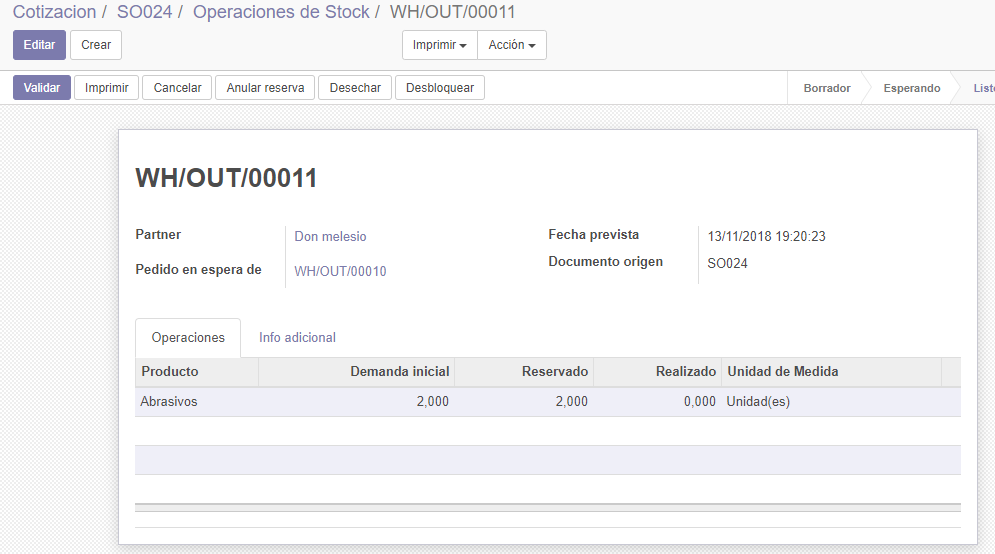 Cotizacion / SO024 / Operaciones de Stock / WH/OUT/00011
Editar Crear Imprimir Acción
Validar Imprimir Cancelar Anular reserva Desechar Desbloquear Borrador Esperando Listo
WH/OUT/00011
Partner Don melesio Fecha prevista 13/11/2018 19:20:23
Pedido en espera de WH/OUT/00010 Documento origen SO024
Operaciones Info adicional
Producto Demanda inicial Reservado Realizado Unidad de Medida
Abrasivos 2,000 2,000 0,000 Unidad(es)